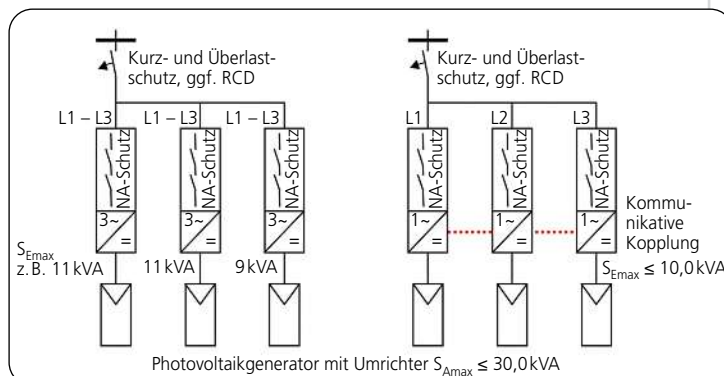 Kurz- und Überlast-
schutz, ggf. RCD
L1 – L3
L1 – L3
L1 – L3
NA-Schutz
NA-Schutz
NA-Schutz
3~
=
3~
=
3~
=
S_Emax
z. B. 11 kVA
11 kVA
9 kVA
Kurz- und Überlast-
schutz, ggf. RCD
L1
L2
L3
NA-Schutz
NA-Schutz
NA-Schutz
1~
=
1~
=
1~
=
Kommu-
nikative
Kopplung
S_Emax ≤ 10,0 kVA
Photovoltaikgenerator mit Umrichter S_Amax ≤ 30,0 kVA